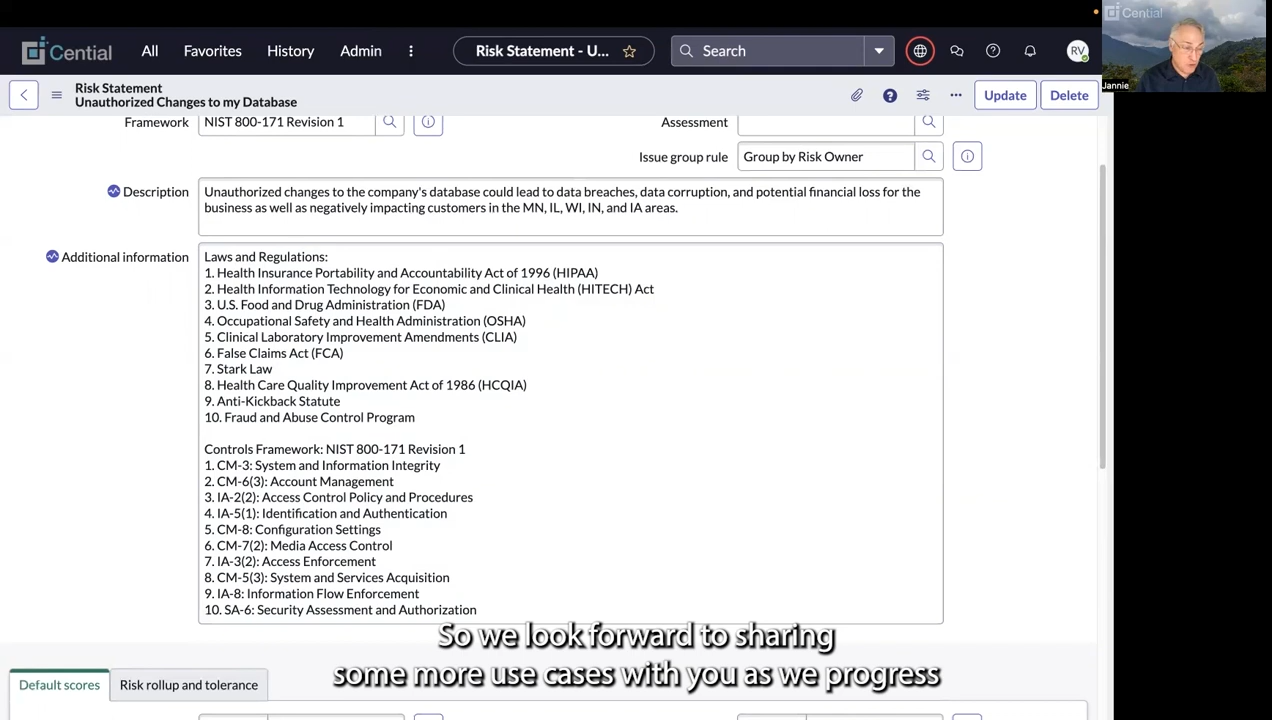 Cential
All
Favorites
History
Admin
Risk Statement - U...
Search
RV
Cential
Jannie
Risk Statement
Unauthorized Changes to my Database
Update
Delete
Framework
NIST 800-171 Revision 1
Assessment
Issue group rule
Group by Risk Owner
Description
Unauthorized changes to the company's database could lead to data breaches, data corruption, and potential financial loss for the
business as well as negatively impacting customers in the MN, IL, WI, IN, and IA areas.
Additional information
Laws and Regulations:
1. Health Insurance Portability and Accountability Act of 1996 (HIPAA)
2. Health Information Technology for Economic and Clinical Health (HITECH) Act
3. U.S. Food and Drug Administration (FDA)
4. Occupational Safety and Health Administration (OSHA)
5. Clinical Laboratory Improvement Amendments (CLIA)
6. False Claims Act (FCA)
7. Stark Law
8. Health Care Quality Improvement Act of 1986 (HCQIA)
9. Anti-Kickback Statute
10. Fraud and Abuse Control Program
Controls Framework: NIST 800-171 Revision 1
1. CM-3: System and Information Integrity
2. CM-6(3): Account Management
3. IA-2(2): Access Control Policy and Procedures
4. IA-5(1): Identification and Authentication
5. CM-8: Configuration Settings
6. CM-7(2): Media Access Control
7. IA-3(2): Access Enforcement
8. CM-5(3): System and Services Acquisition
9. IA-8: Information Flow Enforcement
10. SA-6: Security Assessment and Authorization
So we look forward to sharing
some more use cases with you as we progress
Default scores
Risk rollup and tolerance